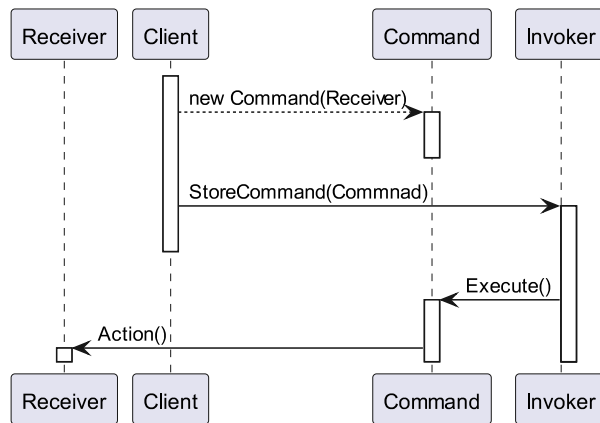 Receiver
Client
Command
Invoker
new Command(Receiver)
StoreCommand(Commnad)
Execute()
Action()
Receiver
Client
Command
Invoker